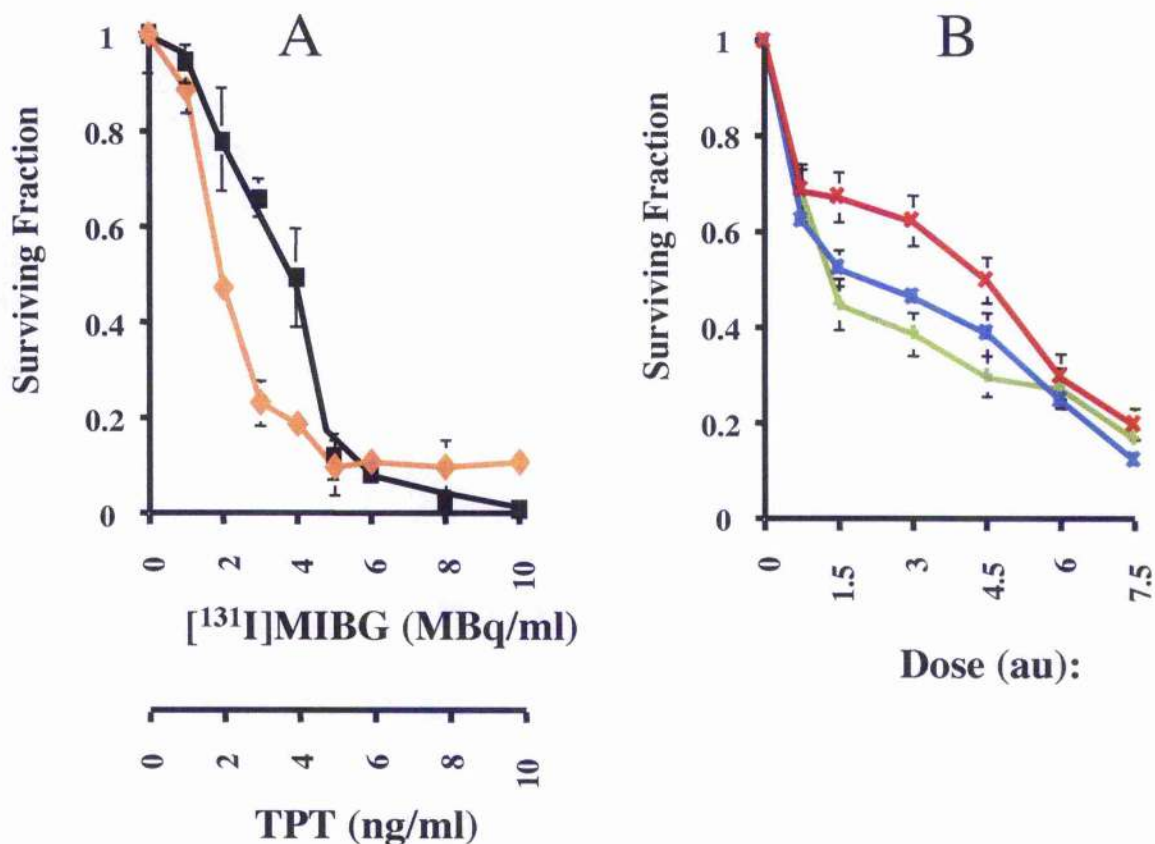 A
Surviving Fraction
1
0.8
0.6
0.4
0.2
0
0 2 4 6 8 10
[¹³¹I]MIBG (MBq/ml)
0 2 4 6 8 10
TPT (ng/ml)
B
Surviving Fraction
1
0.8
0.6
0.4
0.2
0
0 1.5 3 4.5 6 7.5
Dose (au):